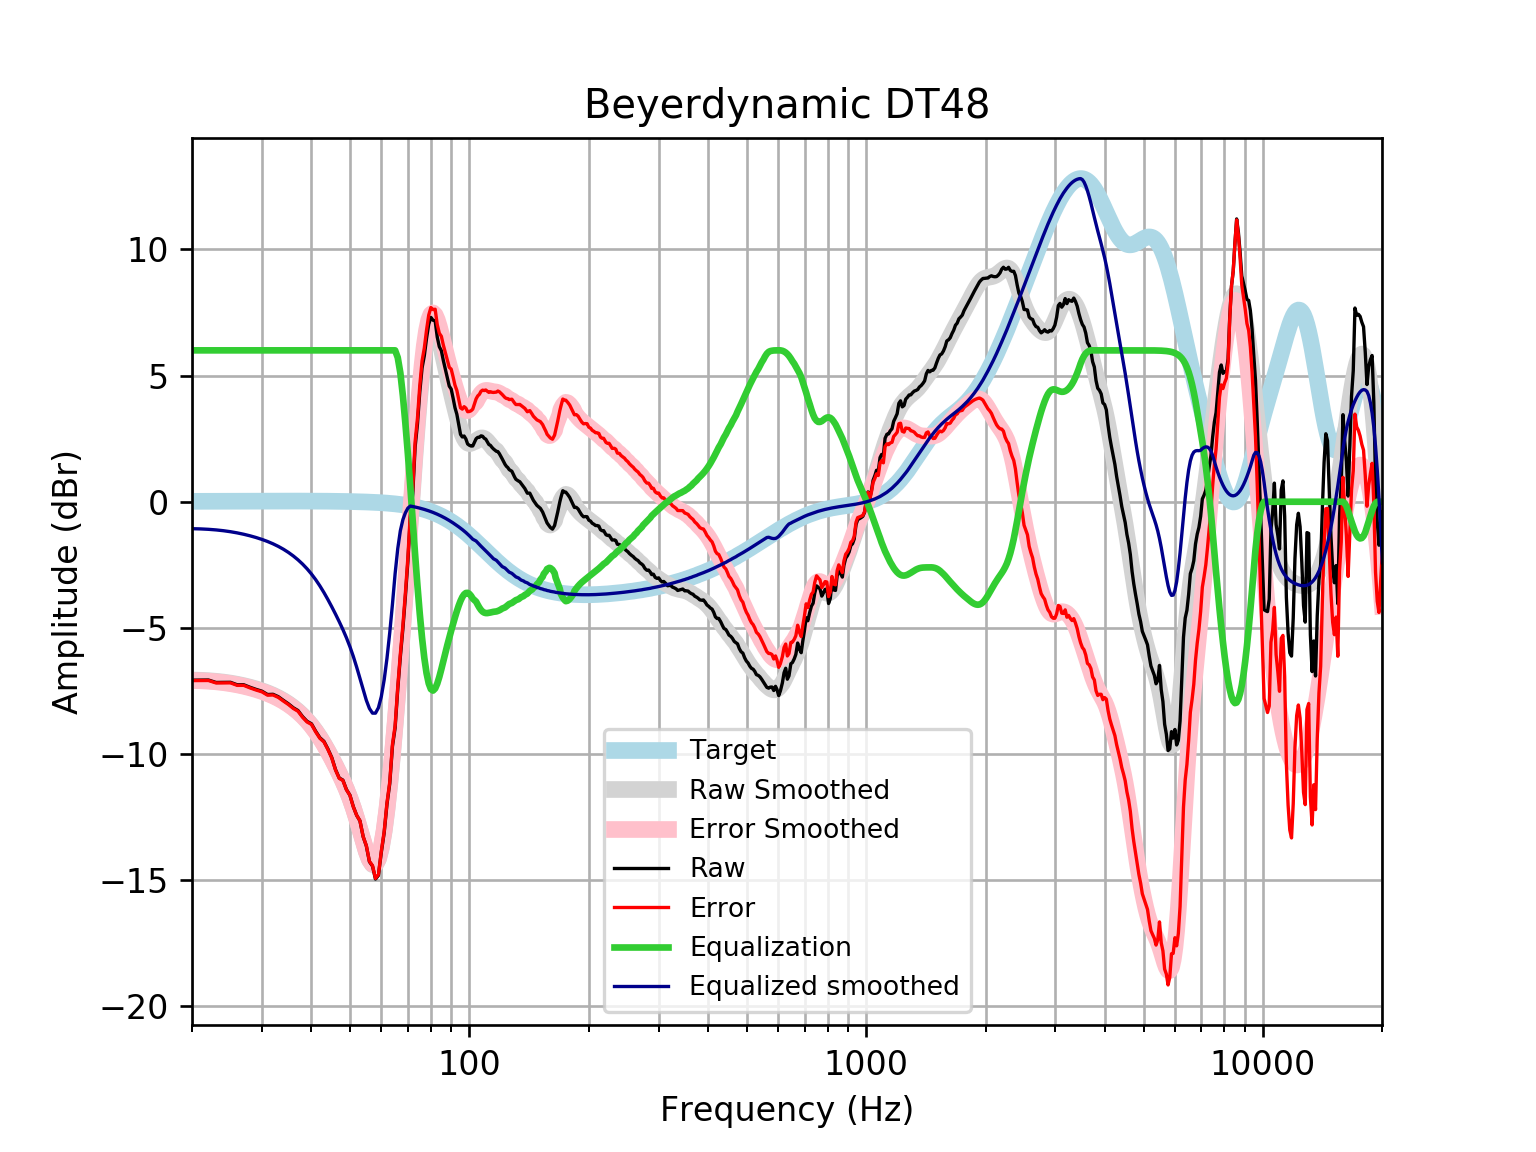 Beyerdynamic DT48
Amplitude (dBr)
10
5
0
−5
−10
−15
−20
Target
Raw Smoothed
Error Smoothed
Raw
Error
Equalization
Equalized smoothed
100
1000
10000
Frequency (Hz)